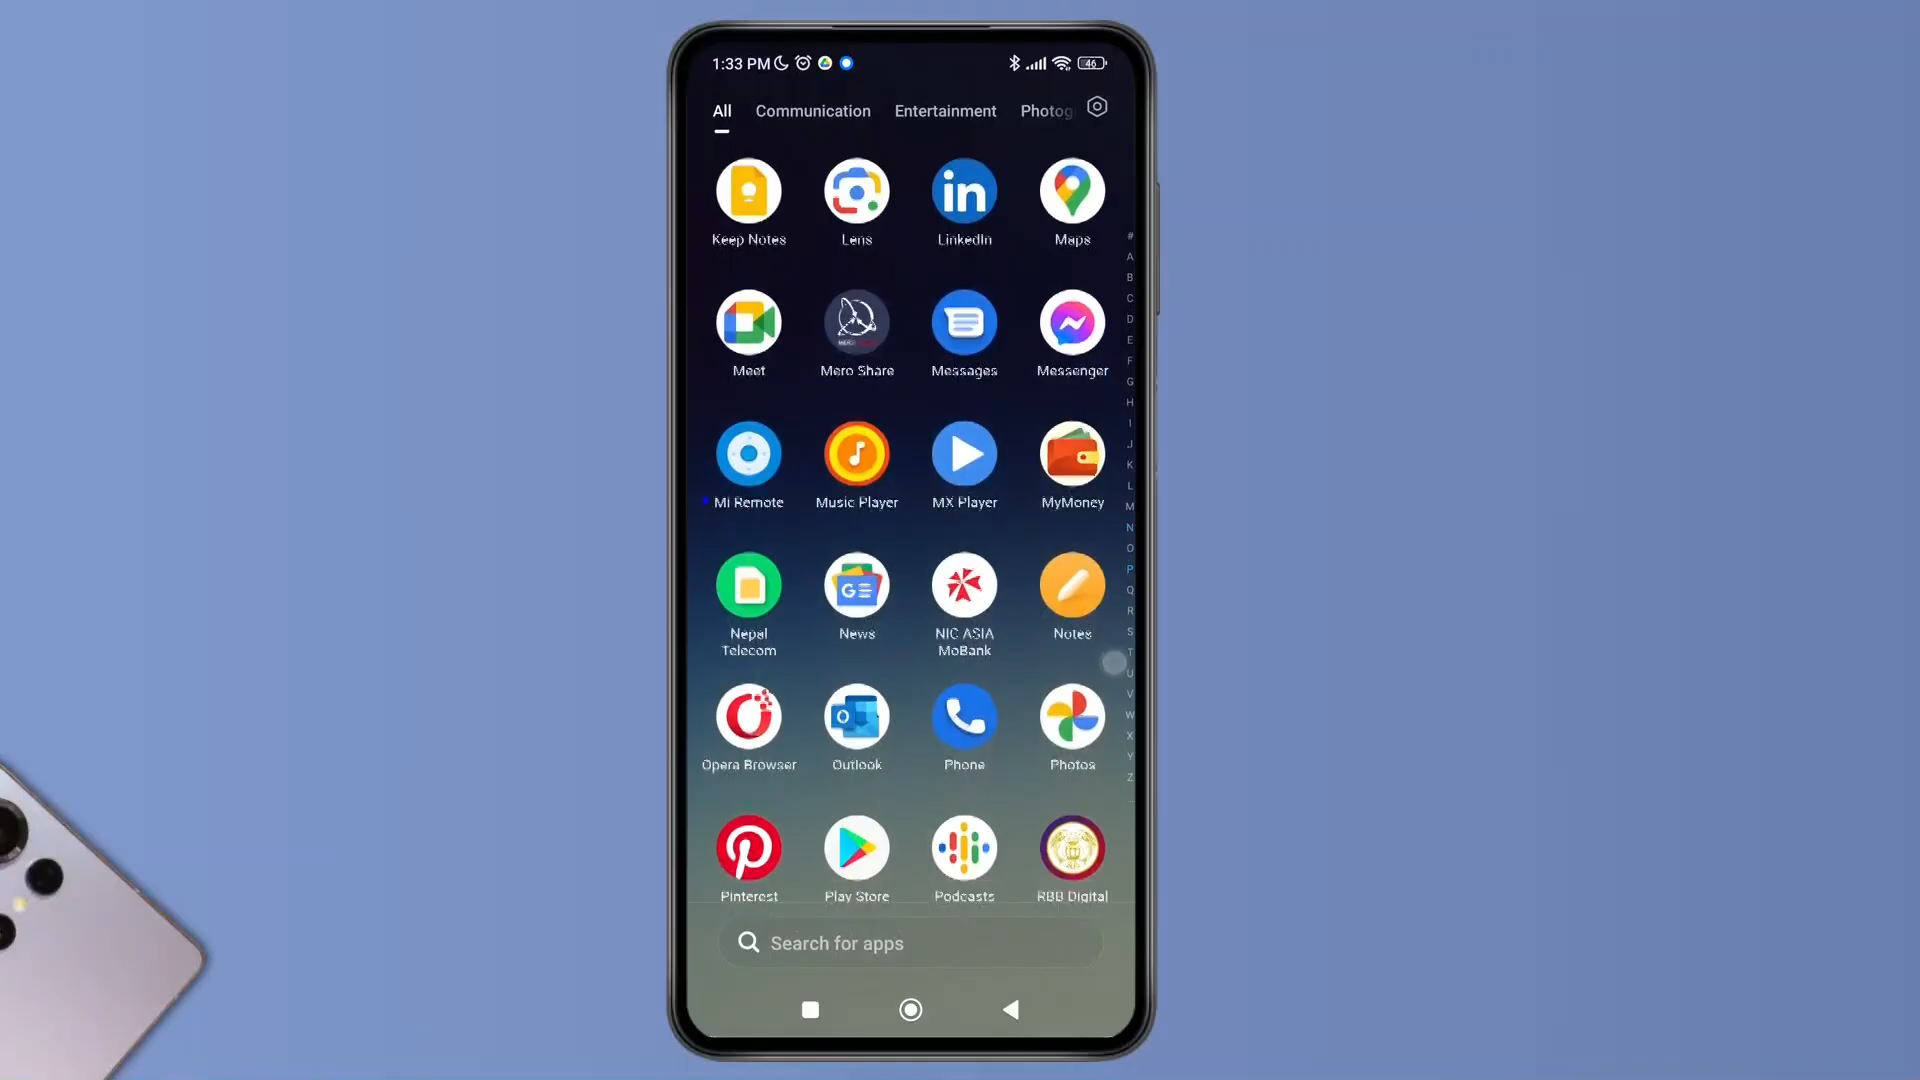 1:33 PM 46
All Communication Entertainment Photog
Keep Notes Lens LinkedIn Maps
Meet Mero Share Messages Messenger
Mi Remote Music Player MX Player MyMoney
Nepal Telecom News NIC ASIA MoBank Notes
Opera Browser Outlook Phone Photos
Pinterest Play Store Podcasts RBB Digital
Search for apps
#
A
B
C
D
E
F
G
H
I
J
K
L
M
N
O
P
Q
R
S
T
U
V
W
X
Y
Z